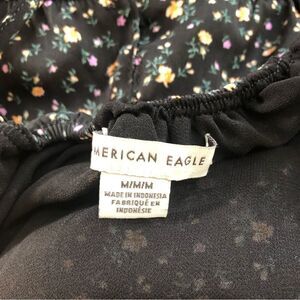 MERICAN EAGLE
M/M/M
MADE IN INDONESIA
FABRIQUÉ EN
INDONÉSIE